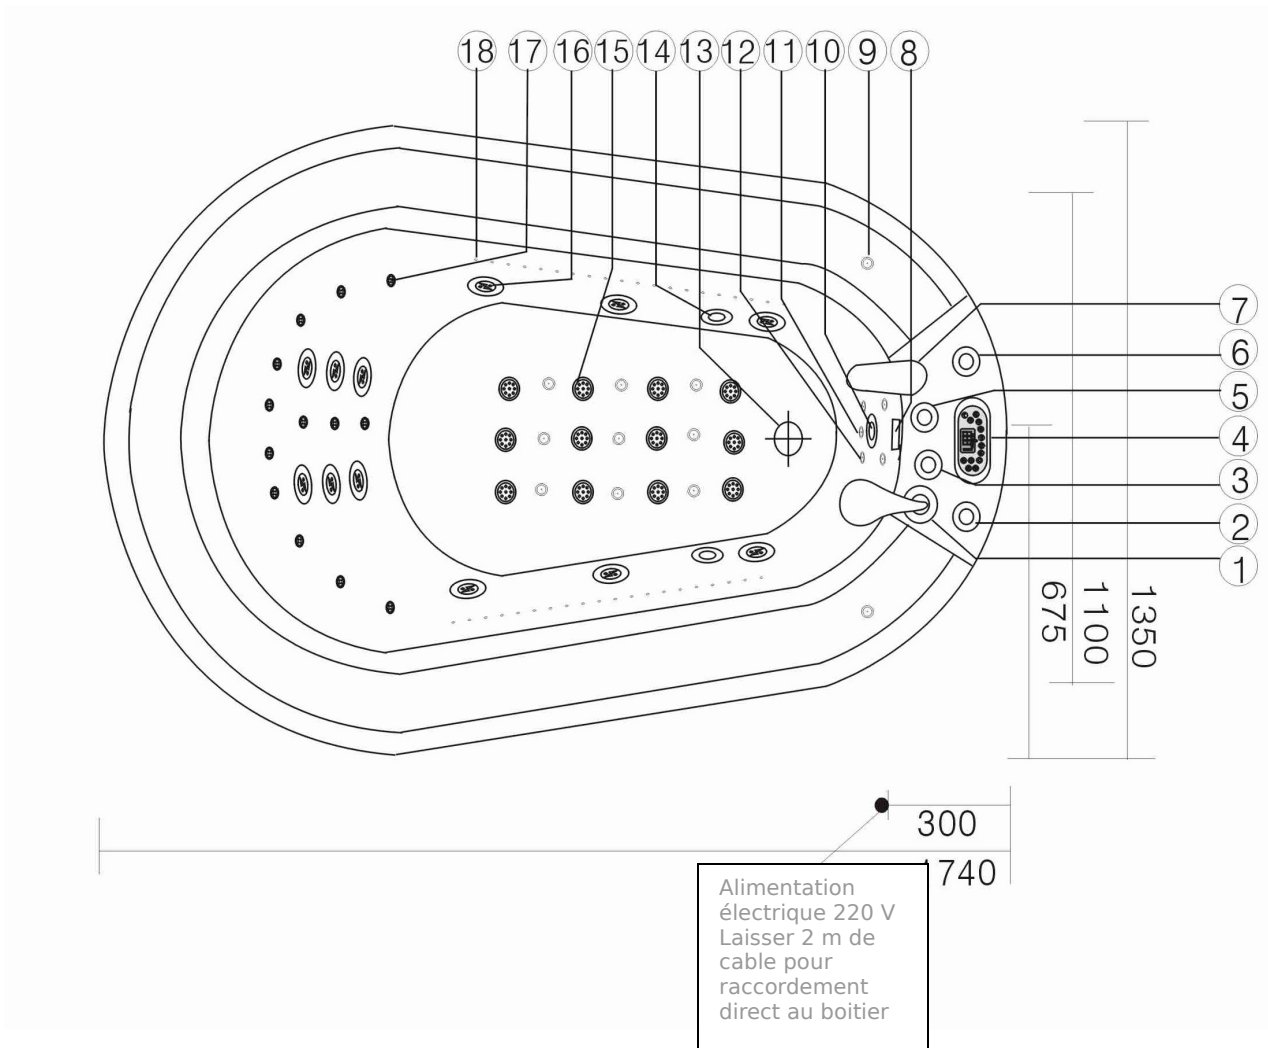 18 17 16 15 14 13 12 11 10 9 8
7
6
5
4
3
2
1
675
1100
1350
300
740
Alimentation
électrique 220 V
Laisser 2 m de
cable pour
raccordement
direct au boitier